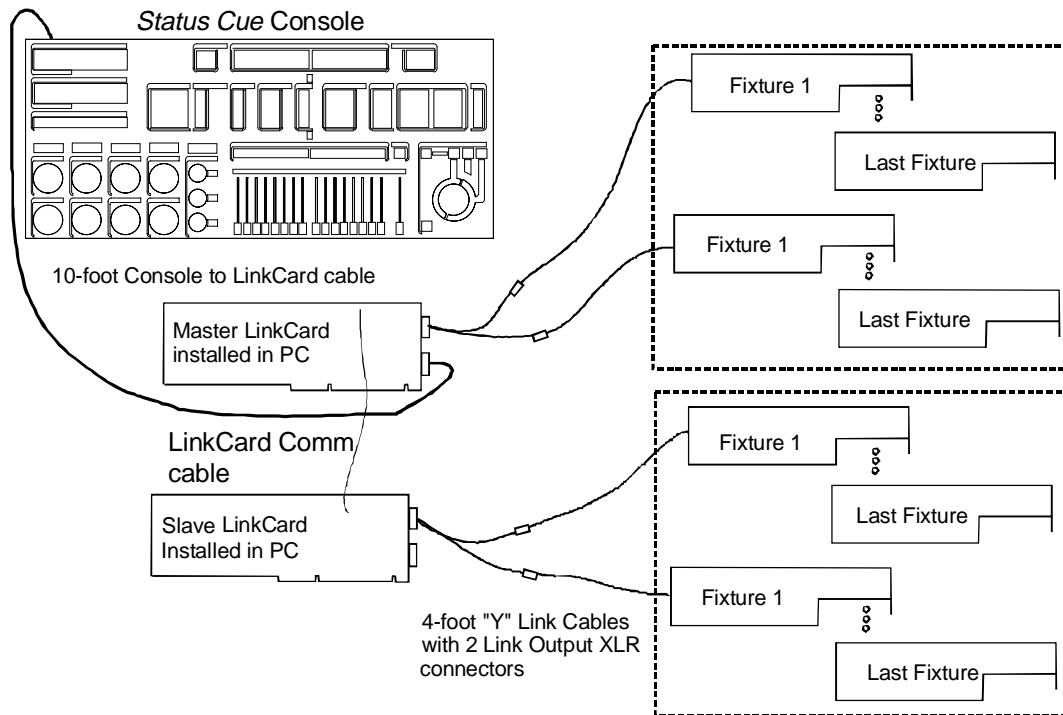 Status Cue Console
Fixture 1
Last Fixture
Fixture 1
Last Fixture
10-foot Console to LinkCard cable
Master LinkCard
installed in PC
LinkCard Comm
cable
Slave LinkCard
Installed in PC
Fixture 1
Last Fixture
Fixture 1
Last Fixture
4-foot "Y" Link Cables
with 2 Link Output XLR
connectors